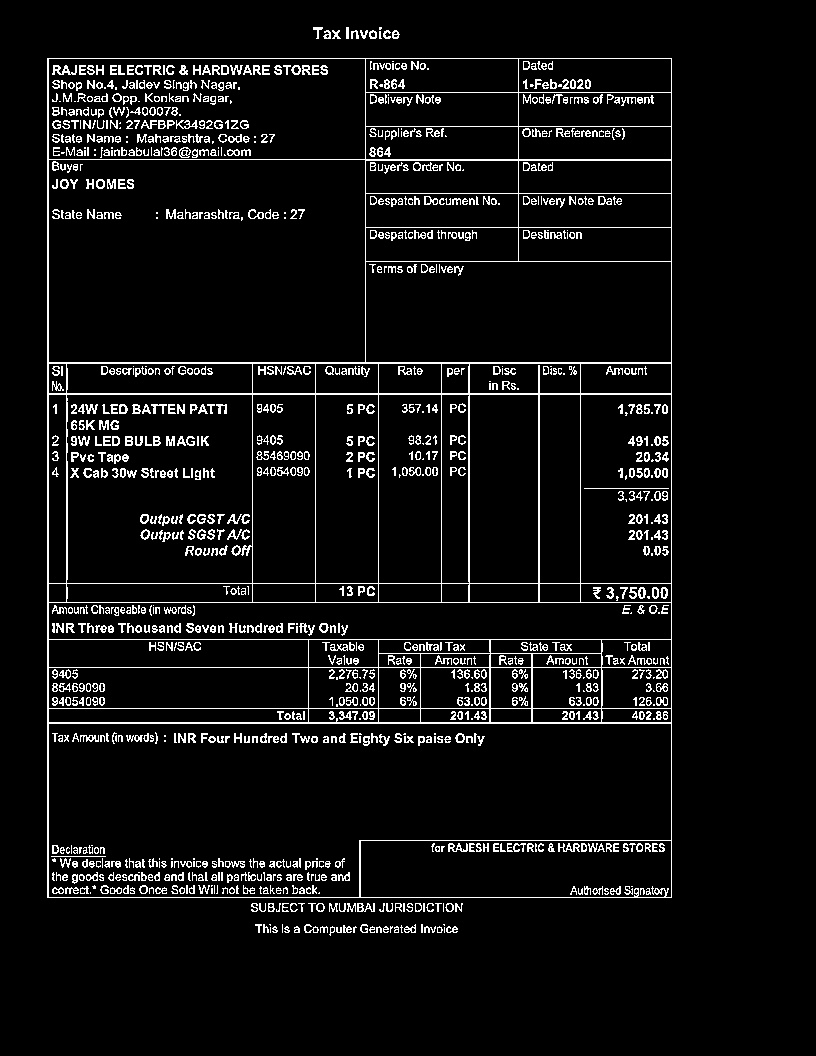 Tax Invoice
RAJESH ELECTRIC & HARDWARE STORES
Shop No.4, Jaidev Singh Nagar,
J.M.Road Opp. Konkan Nagar,
Bhandup (W)-400078.
GSTIN/UIN: 27AFBPK3492G1ZG
State Name : Maharashtra, Code : 27
E-Mail : jainbabulal36@gmail.com
Invoice No. Dated
R-864 1-Feb-2020
Delivery Note Mode/Terms of Payment
Supplier's Ref. Other Reference(s)
864
Buyer
JOY HOMES
State Name : Maharashtra, Code : 27
Buyer's Order No. Dated
Despatch Document No. Delivery Note Date
Despatched through Destination
Terms of Delivery
Sl Description of Goods HSN/SAC Quantity Rate per Disc Disc. % Amount
No. in Rs.
1 24W LED BATTEN PATTI 9405 5 PC 357.14 PC 1,785.70
65K MG
2 9W LED BULB MAGIK 9405 5 PC 98.21 PC 491.05
3 Pvc Tape 85469090 2 PC 10.17 PC 20.34
4 X Cab 30w Street Light 94054090 1 PC 1,050.00 PC 1,050.00
3,347.09
Output CGST A/C 201.43
Output SGST A/C 201.43
Round Off 0.05
Total 13 PC ₹ 3,750.00
Amount Chargeable (in words) E. & O.E
INR Three Thousand Seven Hundred Fifty Only
HSN/SAC Taxable Central Tax State Tax Total
Value Rate Amount Rate Amount Tax Amount
9405 2,276.75 6% 136.60 6% 136.60 273.20
85469090 20.34 9% 1.83 9% 1.83 3.66
94054090 1,050.00 6% 63.00 6% 63.00 126.00
Total 3,347.09 201.43 201.43 402.86
Tax Amount (in words) : INR Four Hundred Two and Eighty Six paise Only
Declaration
* We declare that this invoice shows the actual price of
the goods described and that all particulars are true and
correct.* Goods Once Sold Will not be taken back.
for RAJESH ELECTRIC & HARDWARE STORES
Authorised Signatory
SUBJECT TO MUMBAI JURISDICTION
This is a Computer Generated Invoice